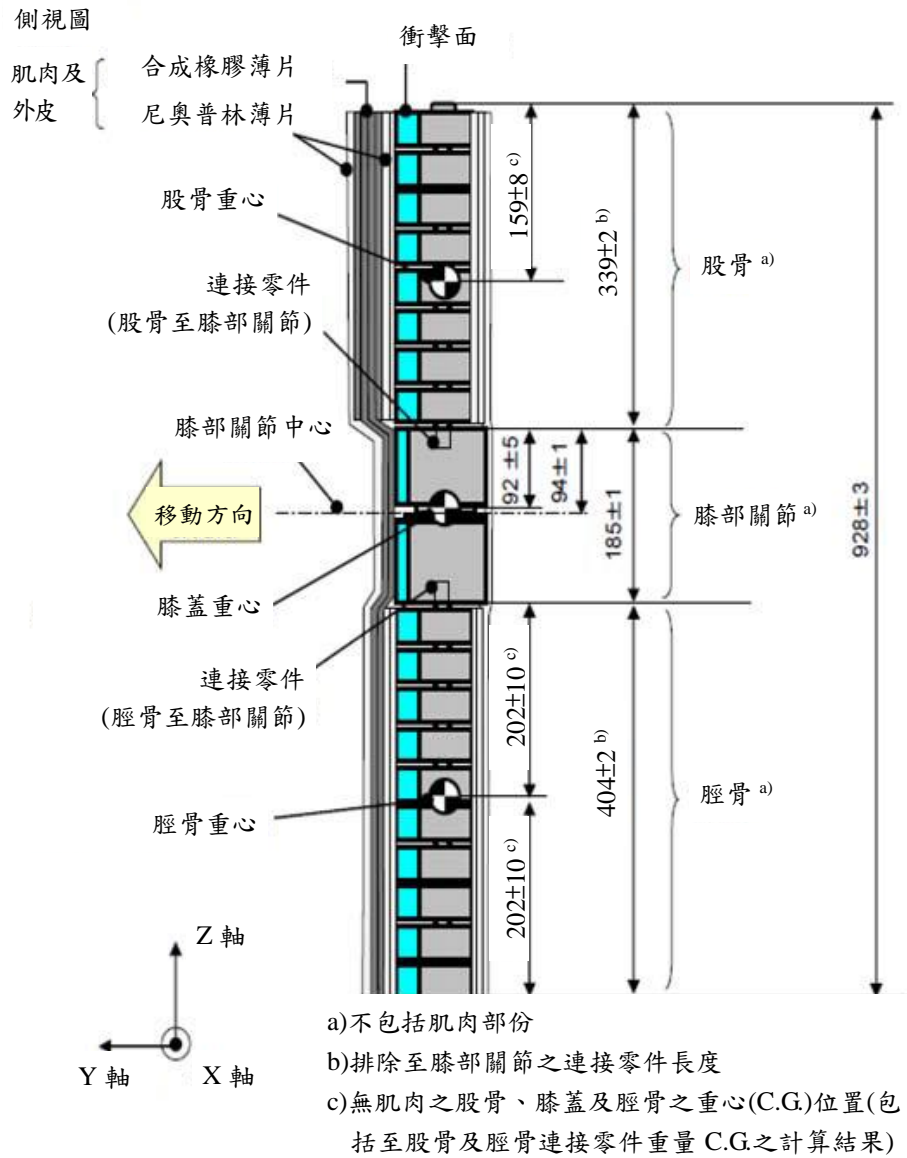 側視圖
衝擊面
肌肉及
外皮
合成橡膠薄片
尼奧普林薄片
股骨重心
連接零件
(股骨至膝部關節)
膝部關節中心
移動方向
膝蓋重心
連接零件
(脛骨至膝部關節)
脛骨重心
159±8 c)
339±2 b)
股骨 a)
92 ±5
94±1
185±1
膝部關節 a)
928±3
202±10 c)
404±2 b)
脛骨 a)
202±10 c)
Z 軸
Y 軸
X 軸
a)不包括肌肉部份
b)排除至膝部關節之連接零件長度
c)無肌肉之股骨、膝蓋及脛骨之重心(C.G.)位置(包
括至股骨及脛骨連接零件重量 C.G.之計算結果)